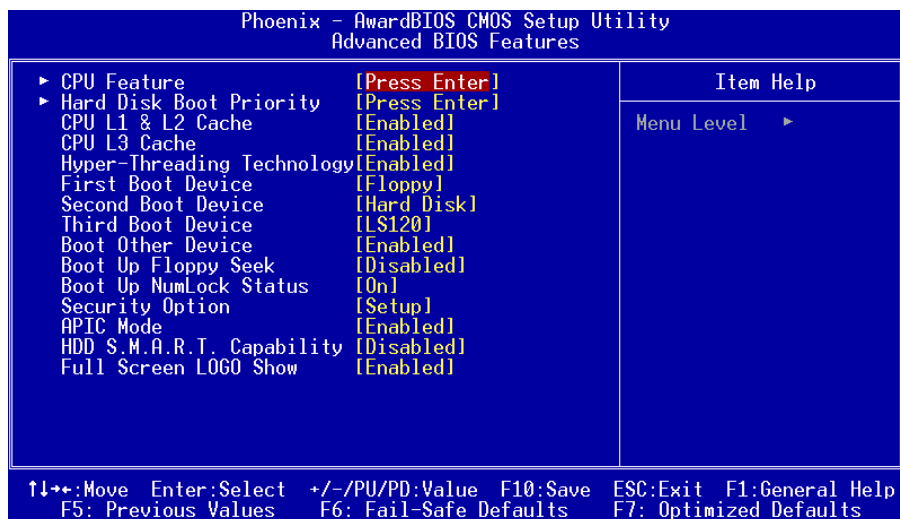 Phoenix - AwardBIOS CMOS Setup Utility
Advanced BIOS Features
► CPU Feature [Press Enter]
► Hard Disk Boot Priority [Press Enter]
CPU L1 & L2 Cache [Enabled]
CPU L3 Cache [Enabled]
Hyper-Threading Technology[Enabled]
First Boot Device [Floppy]
Second Boot Device [Hard Disk]
Third Boot Device [LS120]
Boot Other Device [Enabled]
Boot Up Floppy Seek [Disabled]
Boot Up NumLock Status [On]
Security Option [Setup]
APIC Mode [Enabled]
HDD S.M.A.R.T. Capability [Disabled]
Full Screen LOGO Show [Enabled]
Item Help
Menu Level ►
↑↓→←:Move Enter:Select +/-/PU/PD:Value F10:Save ESC:Exit F1:General Help
F5: Previous Values F6: Fail-Safe Defaults F7: Optimized Defaults